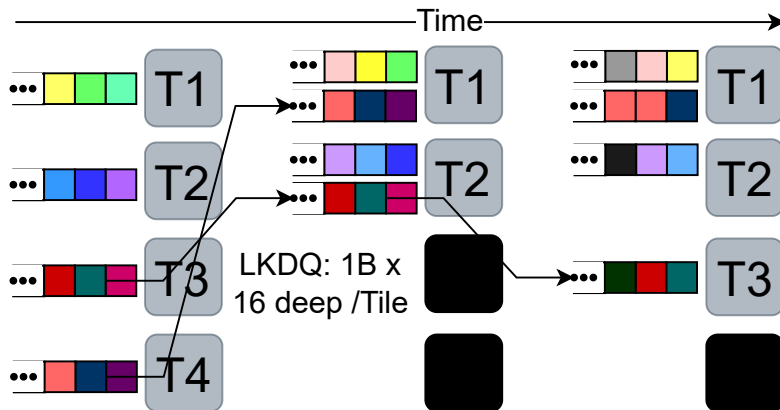 Time
T1
T2
T3
T4
T1
T2
LKDQ: 1B x
16 deep /Tile
T1
T2
T3